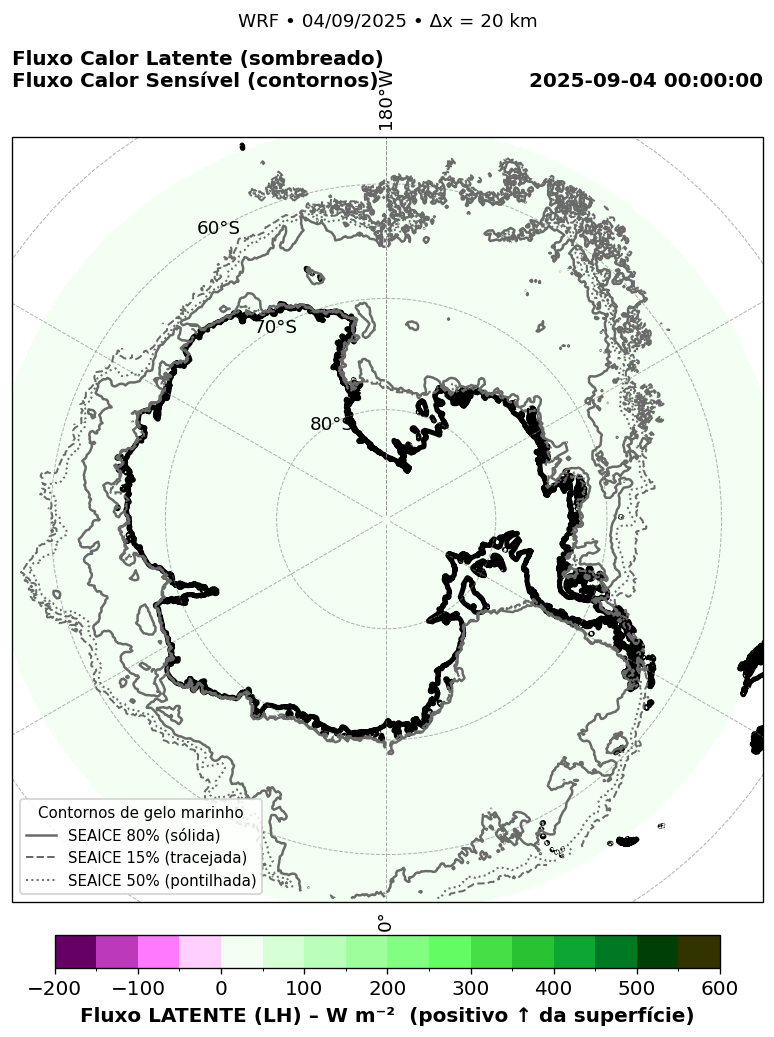 WRF • 04/09/2025 • Δx = 20 km
Fluxo Calor Latente (sombreado)
Fluxo Calor Sensível (contornos)
2025-09-04 00:00:00
180°W
60°S
70°S
80°S
Contornos de gelo marinho
SEAICE 80% (sólida)
SEAICE 15% (tracejada)
SEAICE 50% (pontilhada)
0°
−200 −100 0 100 200 300 400 500 600
Fluxo LATENTE (LH) – W m⁻² (positivo ↑ da superfície)